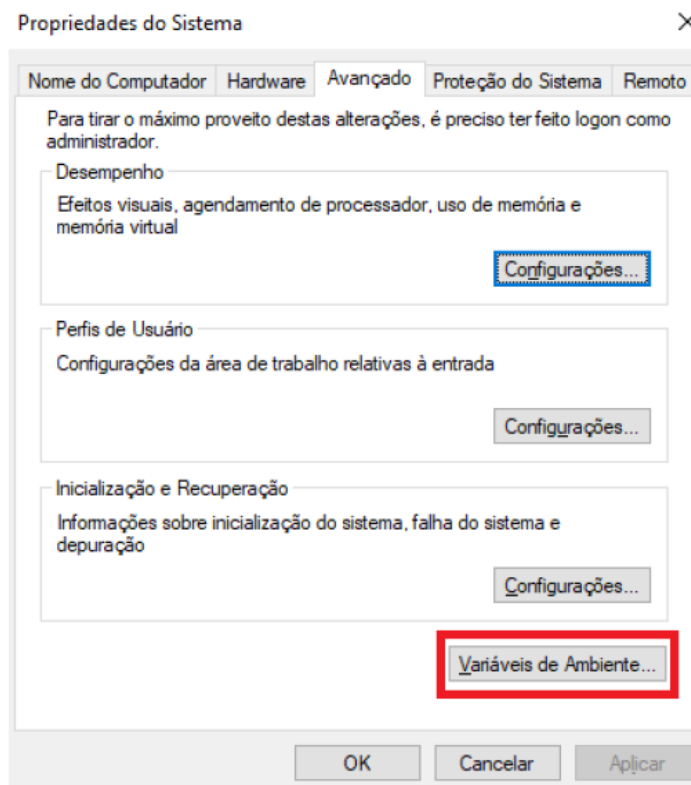 Propriedades do Sistema
Nome do Computador Hardware Avançado Proteção do Sistema Remoto
Para tirar o máximo proveito destas alterações, é preciso ter feito logon como
administrador.
Desempenho
Efeitos visuais, agendamento de processador, uso de memória e
memória virtual
Configurações...
Perfis de Usuário
Configurações da área de trabalho relativas à entrada
Configurações...
Inicialização e Recuperação
Informações sobre inicialização do sistema, falha do sistema e
depuração
Configurações...
Variáveis de Ambiente...
OK Cancelar Aplicar